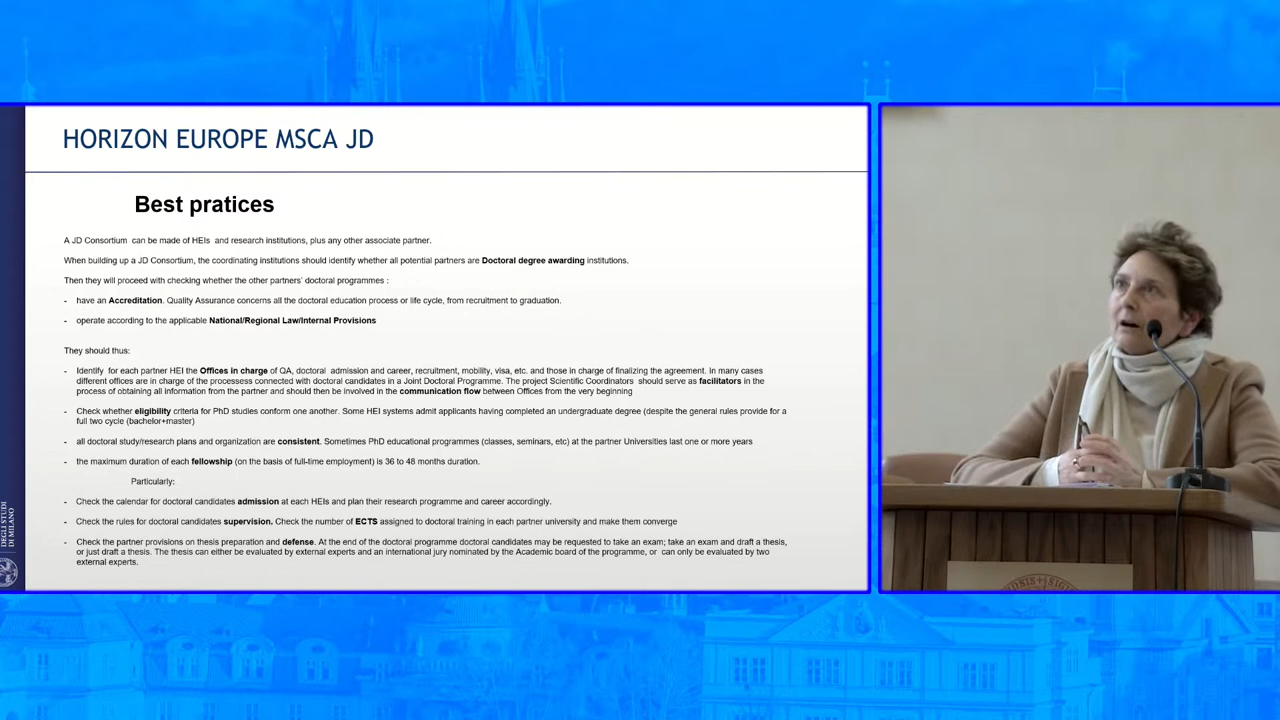 HORIZON EUROPE MSCA JD
Best pratices
A JD Consortium can be made of HEIs and research institutions, plus any other associate partner.
When building up a JD Consortium, the coordinating institutions should identify whether all potential partners are Doctoral degree awarding institutions.
Then they will proceed with checking whether the other partners' doctoral programmes :
- have an Accreditation. Quality Assurance concerns all the doctoral education process or life cycle, from recruitment to graduation.
- operate according to the applicable National/Regional Law/Internal Provisions
They should thus:
- Identify for each partner HEI the Offices in charge of QA, doctoral admission and career, recruitment, mobility, visa, etc. and those in charge of finalizing the agreement. In many cases
different offices are in charge of the processess connected with doctoral candidates in a Joint Doctoral Programme. The project Scientific Coordinators should serve as facilitators in the
process of obtaining all information from the partner and should then be involved in the communication flow between Offices from the very beginning
- Check whether eligibility criteria for PhD studies conform one another. Some HEI systems admit applicants having completed an undergraduate degree (despite the general rules provide for a
full two cycle (bachelor+master)
- all doctoral study/research plans and organization are consistent. Sometimes PhD educational programmes (classes, seminars, etc) at the partner Universities last one or more years
- the maximum duration of each fellowship (on the basis of full-time employment) is 36 to 48 months duration.
Particularly:
- Check the calendar for doctoral candidates admission at each HEIs and plan their research programme and career accordingly.
- Check the rules for doctoral candidates supervision. Check the number of ECTS assigned to doctoral training in each partner university and make them converge
- Check the partner provisions on thesis preparation and defense. At the end of the doctoral programme doctoral candidates may be requested to take an exam; take an exam and draft a thesis,
or just draft a thesis. The thesis can either be evaluated by external experts and an international jury nominated by the Academic board of the programme, or can only be evaluated by two
external experts.
DEGLI STUDI
DI MILANO